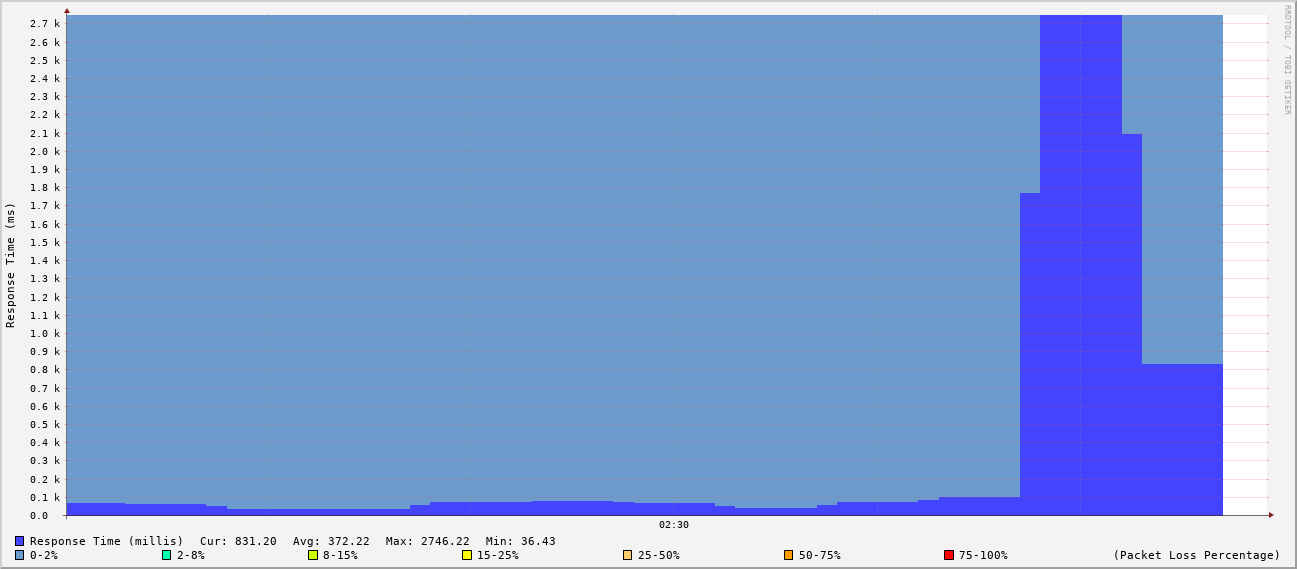 RRDTOOL / TOBI OETIKER
Response Time (ms)
2.7 k
2.6 k
2.5 k
2.4 k
2.3 k
2.2 k
2.1 k
2.0 k
1.9 k
1.8 k
1.7 k
1.6 k
1.5 k
1.4 k
1.3 k
1.2 k
1.1 k
1.0 k
0.9 k
0.8 k
0.7 k
0.6 k
0.5 k
0.4 k
0.3 k
0.2 k
0.1 k
0.0
02:30
Response Time (millis) Cur: 831.20 Avg: 372.22 Max: 2746.22 Min: 36.43
0-2% 2-8% 8-15% 15-25% 25-50% 50-75% 75-100% (Packet Loss Percentage)